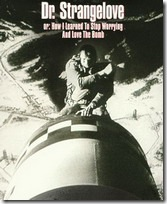 Dr. Strangelove
or: How I Learned To Stop Worrying
And Love The Bomb